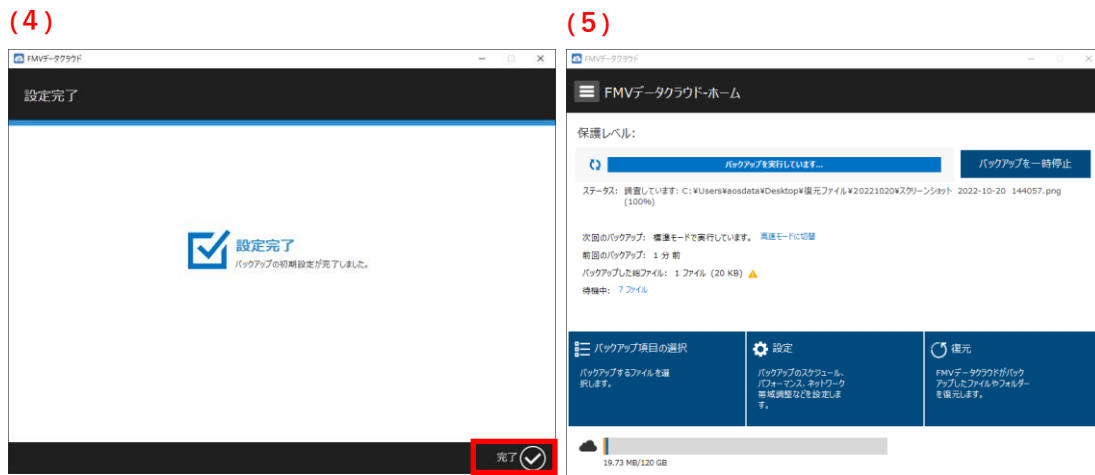 (4)
FMVデータクラウド
設定完了
設定完了
バックアップの初期設定が完了しました。
完了
(5)
FMVデータクラウド
FMVデータクラウド-ホーム
保護レベル:
バックアップを実行しています...
バックアップを一時停止
ステータス: 調査しています: C:¥Users¥aosdata¥Desktop¥復元ファイル¥20221020¥スクリーンショット 2022-10-20 144057.png
(100%)
次回のバックアップ: 標準モードで実行しています。 高速モードに切替
前回のバックアップ: 1 分 前
バックアップした総ファイル: 1 ファイル (20 KB)
待機中: 7 ファイル
バックアップ項目の選択
バックアップするファイルを選
択します。
設定
バックアップのスケジュール、
パフォーマンス、ネットワーク
帯域調整などを設定しま
す。
復元
FMVデータクラウドがバック
アップしたファイルやフォルダー
を復元します。
19.73 MB/120 GB